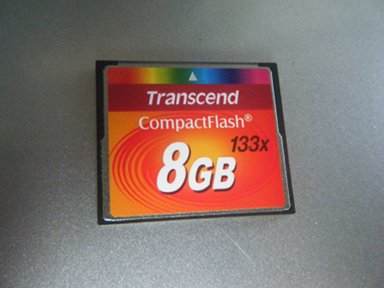 Transcend
CompactFlash®
133x
8GB